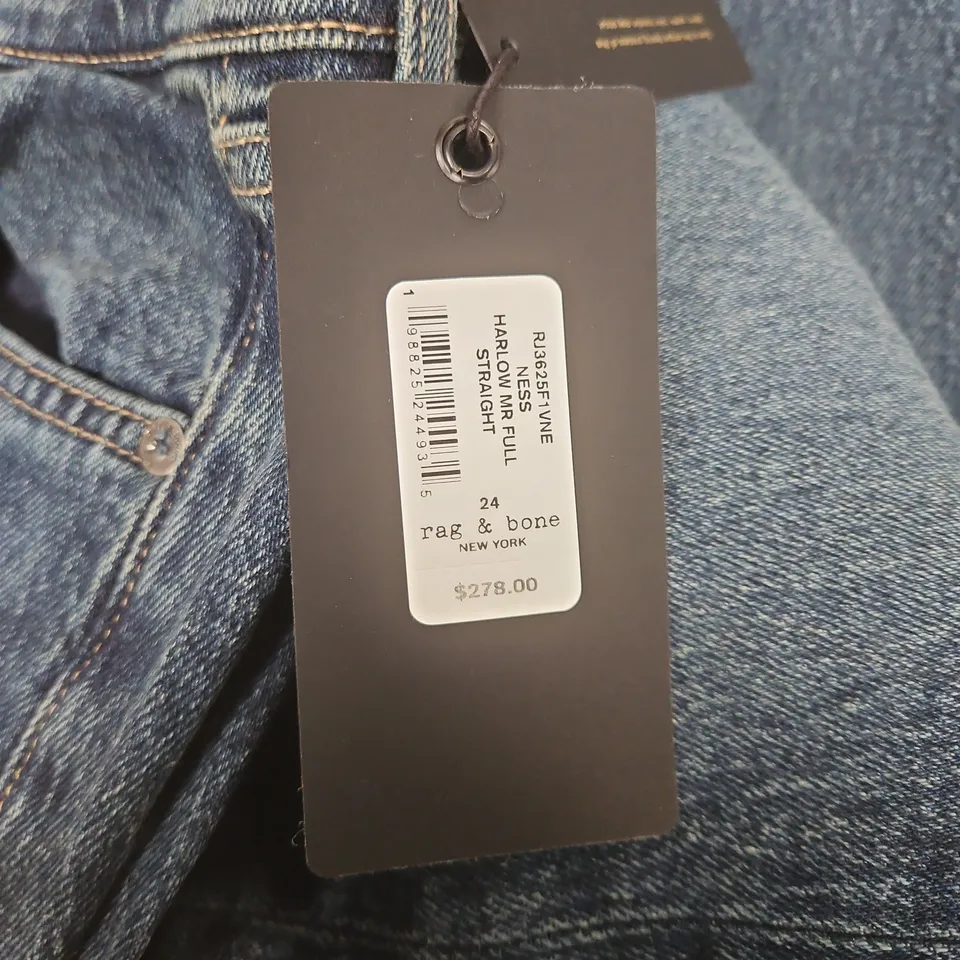 RJ3625F1VNE
NESS
HARLOW MR FULL
STRAIGHT
1 98825 24493 5
24
rag & bone
NEW YORK
$278.00